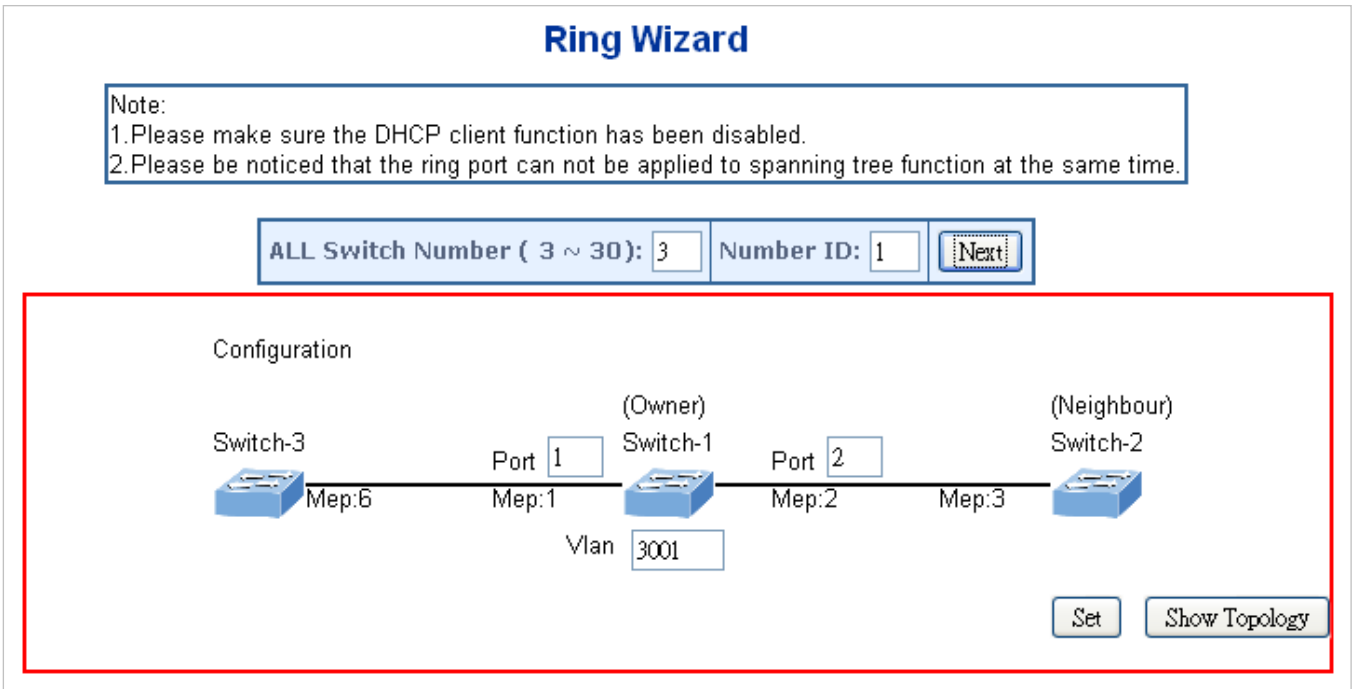 Ring Wizard
Note:
1.Please make sure the DHCP client function has been disabled.
2.Please be noticed that the ring port can not be applied to spanning tree function at the same time.
ALL Switch Number ( 3 ~ 30): 3 Number ID: 1 Next
Configuration
(Owner) (Neighbour)
Switch-3 Port 1 Switch-1 Port 2 Switch-2
Mep:6 Mep:1 Mep:2 Mep:3
Vlan 3001
Set Show Topology